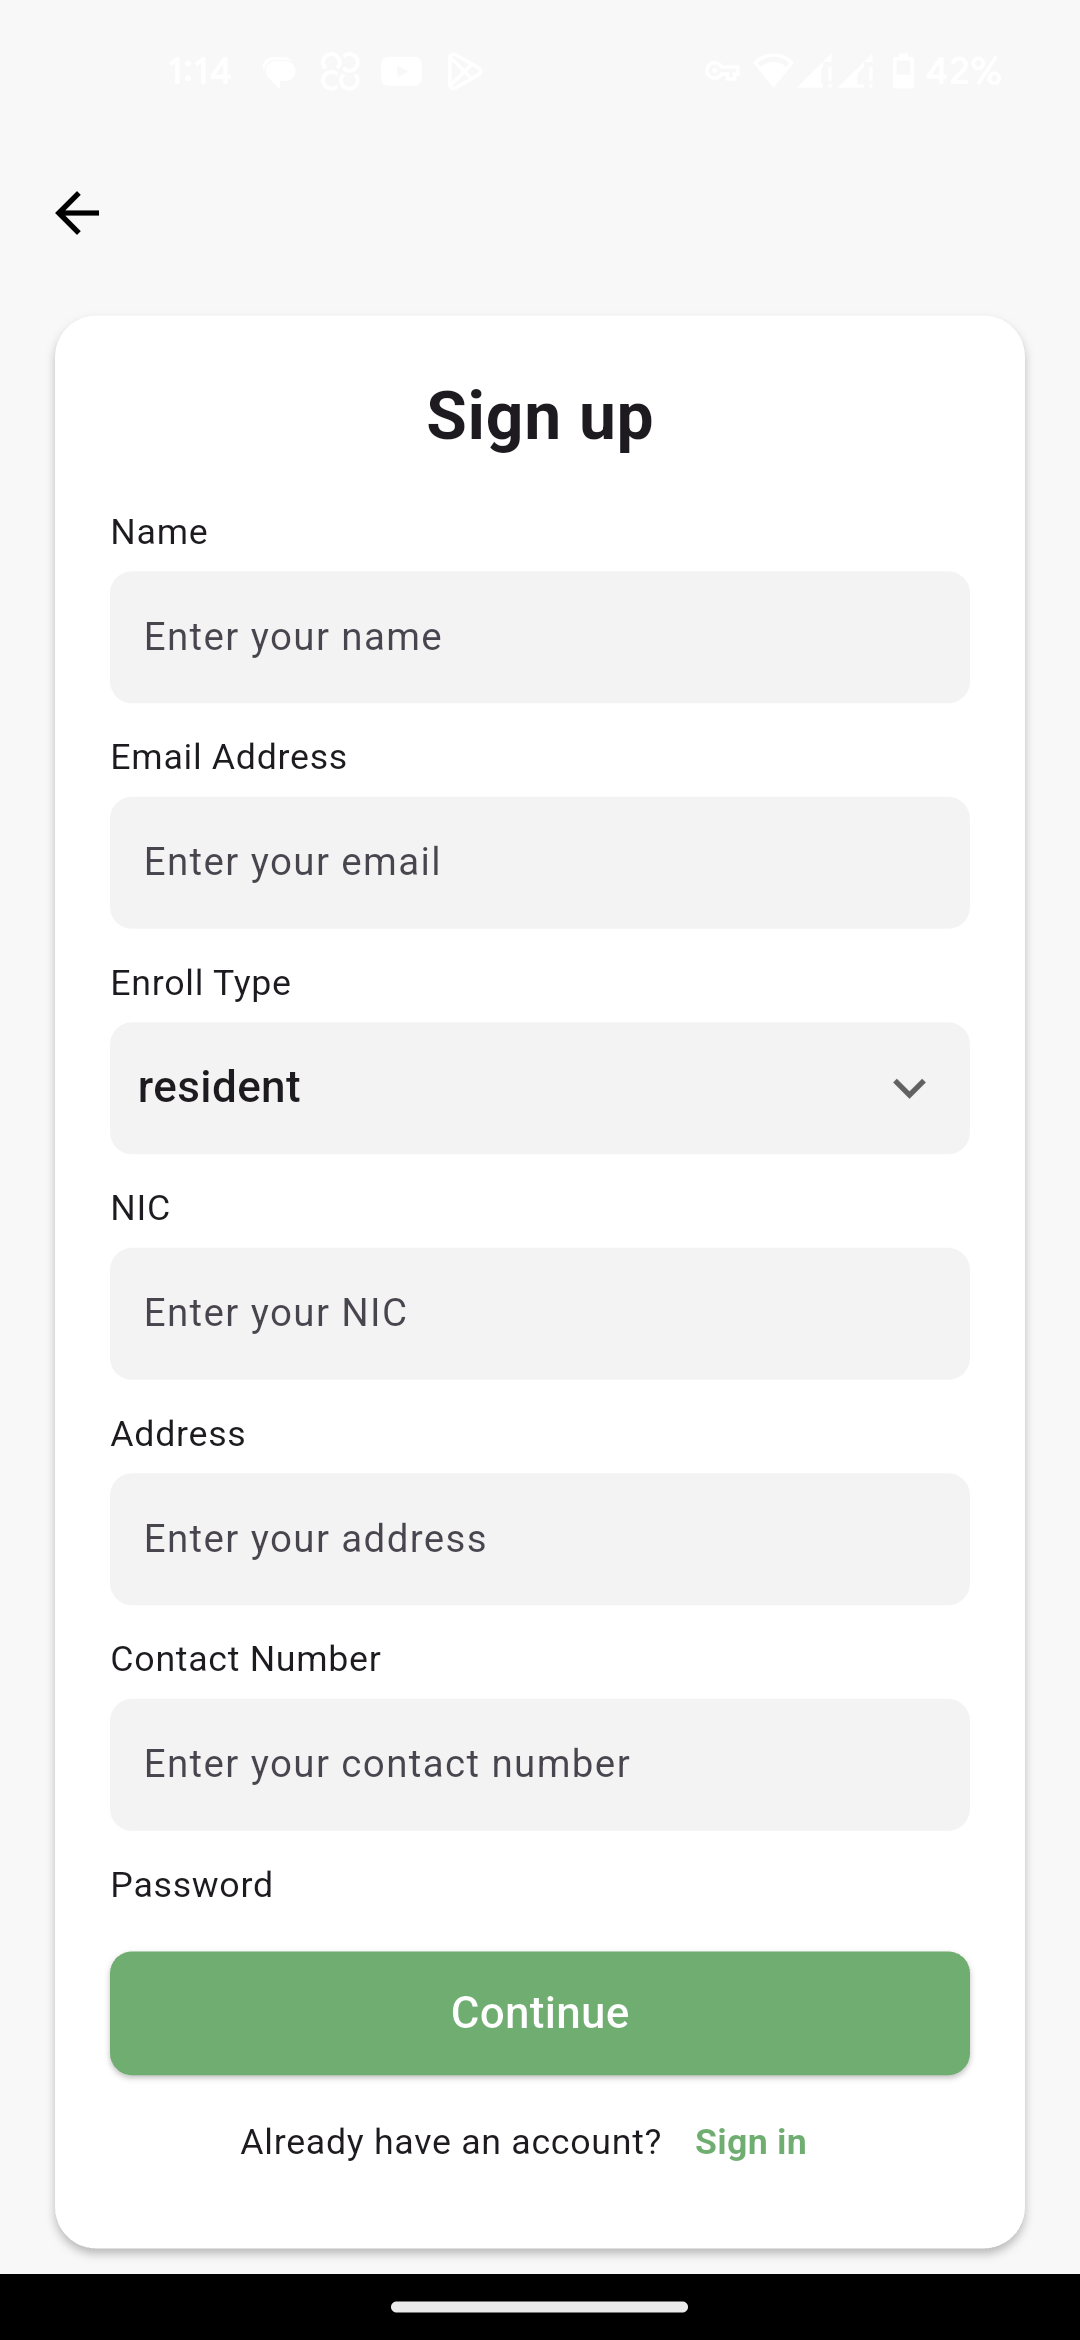 1:14 42%
Sign up
Name
Enter your name
Email Address
Enter your email
Enroll Type
resident
NIC
Enter your NIC
Address
Enter your address
Contact Number
Enter your contact number
Password
Continue
Already have an account? Sign in